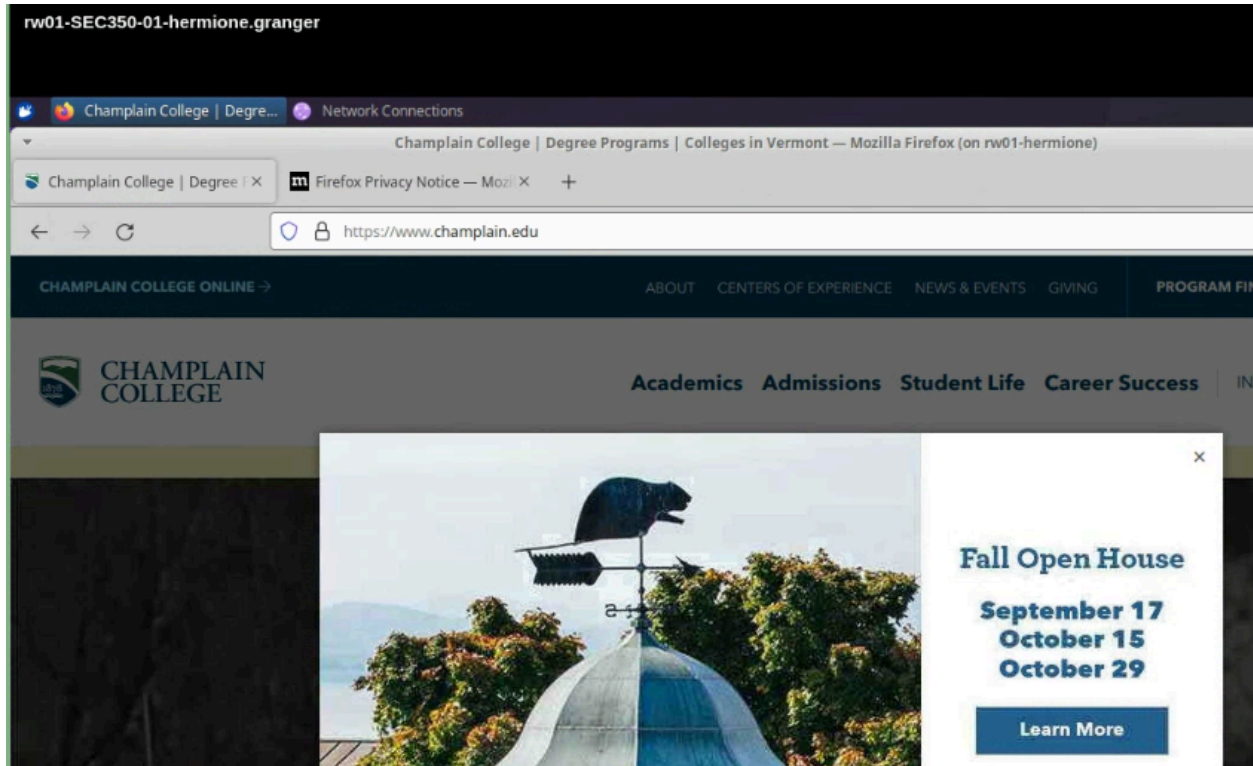 rw01-SEC350-01-hermione.granger
Champlain College | Degre... Network Connections
Champlain College | Degree Programs | Colleges in Vermont — Mozilla Firefox (on rw01-hermione)
Champlain College | Degree Firefox Privacy Notice — Mozi
https://www.champlain.edu
CHAMPLAIN COLLEGE ONLINE → ABOUT CENTERS OF EXPERIENCE NEWS & EVENTS GIVING PROGRAM
1878 CHAMPLAIN
COLLEGE
Academics Admissions Student Life Career Success
Fall Open House
September 17
October 15
October 29
Learn More